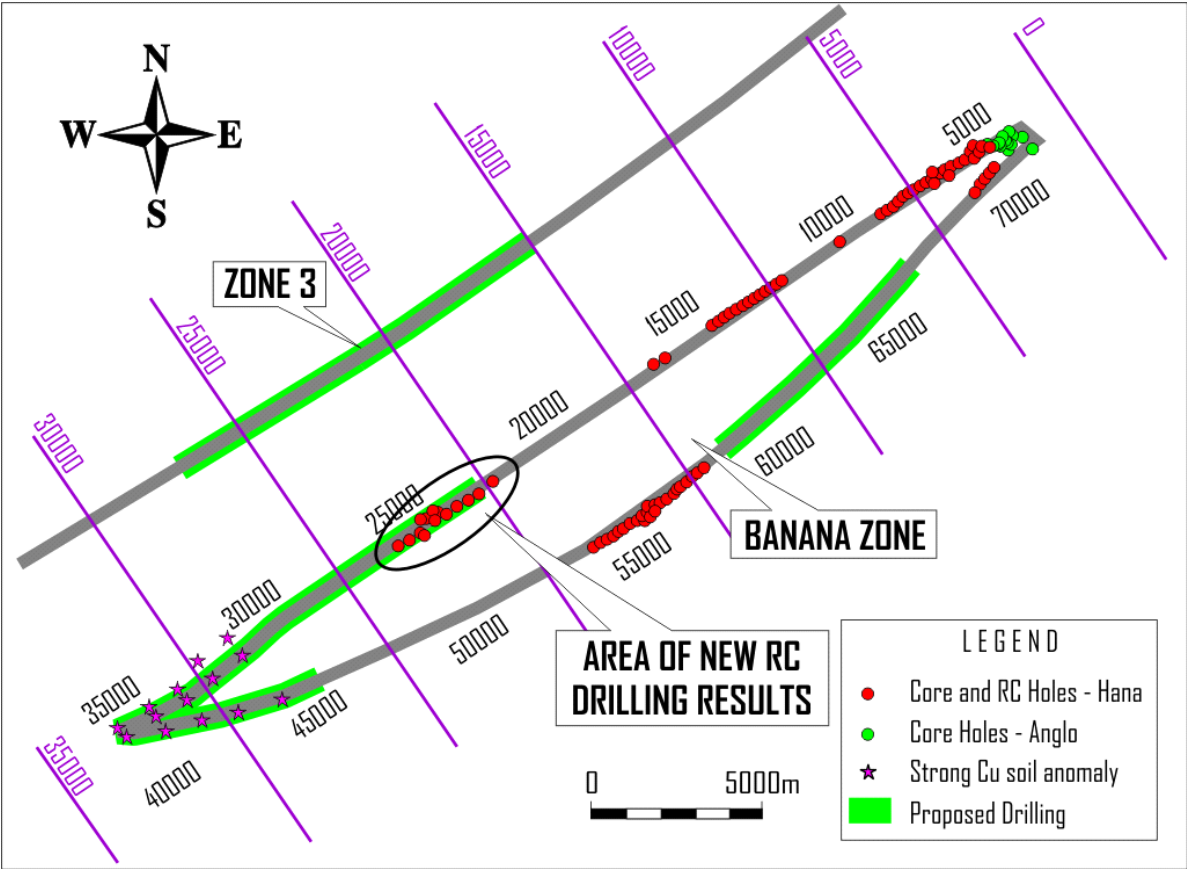 N
W E
S
0
5000
10000
15000
20000
25000
30000
35000
ZONE 3
5000
10000
15000
20000
25000
30000
35000
40000
45000
50000
55000
60000
65000
70000
BANANA ZONE
AREA OF NEW RC
DRILLING RESULTS
0 5000m
LEGEND
Core and RC Holes - Hana
Core Holes - Anglo
Strong Cu soil anomaly
Proposed Drilling